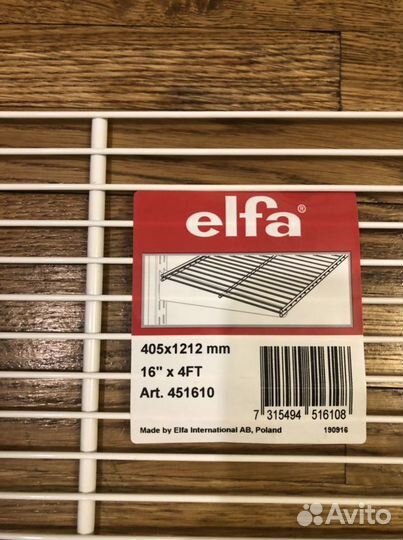 elfa®
405x1212 mm
16" x 4FT
Art. 451610
7 315494 516108
Made by Elfa International AB, Poland
190916
Avito